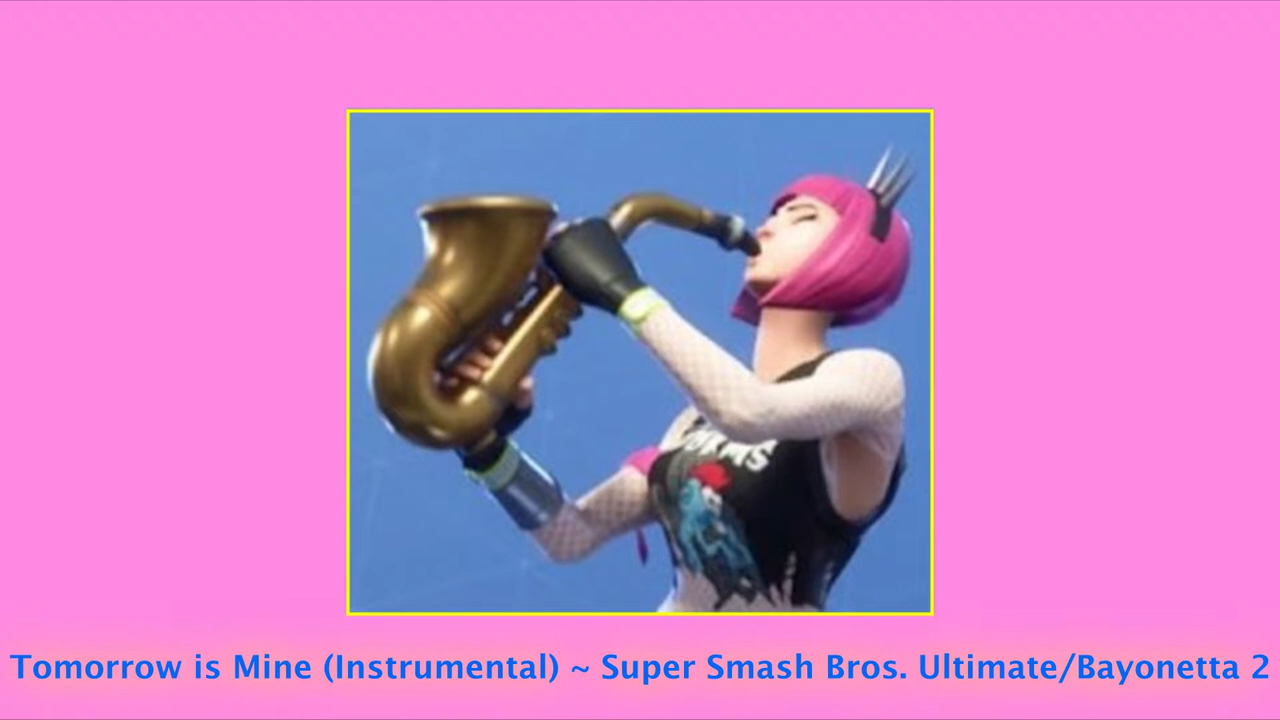 Tomorrow is Mine (Instrumental) ~ Super Smash Bros. Ultimate/Bayonetta 2